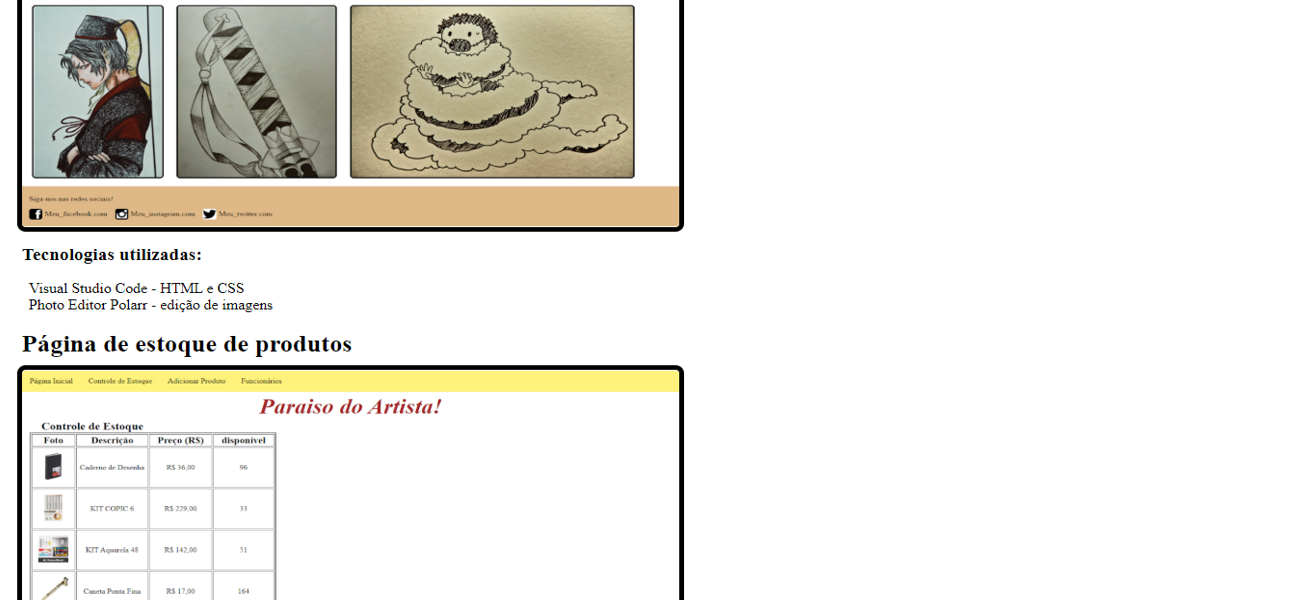 Siga-nos nas redes sociais!
Meu_facebook.com Meu_instagram.com Meu_twitter.com
Tecnologias utilizadas:
Visual Studio Code - HTML e CSS
Photo Editor Polarr - edição de imagens
Página de estoque de produtos
Página Inicial Controle de Estoque Adicionar Produto Funcionários
Paraiso do Artista!
Controle de Estoque
Foto Descrição Preço (R$) disponível
Caderno de Desenho R$ 36,00 96
KIT COPIC 6 R$ 229,00 33
KIT Aquarela 48 R$ 142,00 51
Caneta Ponta Fina R$ 17,00 164